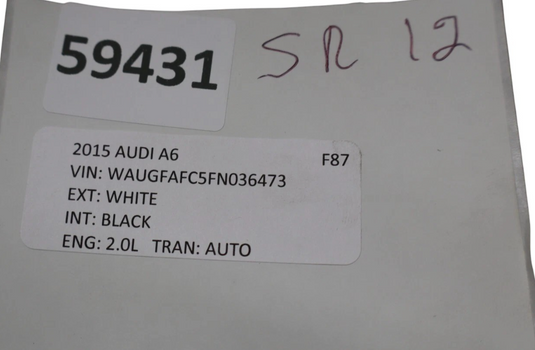 59431
SR 12
2015 AUDI A6 F87
VIN: WAUGFAFC5FN036473
EXT: WHITE
INT: BLACK
ENG: 2.0L TRAN: AUTO